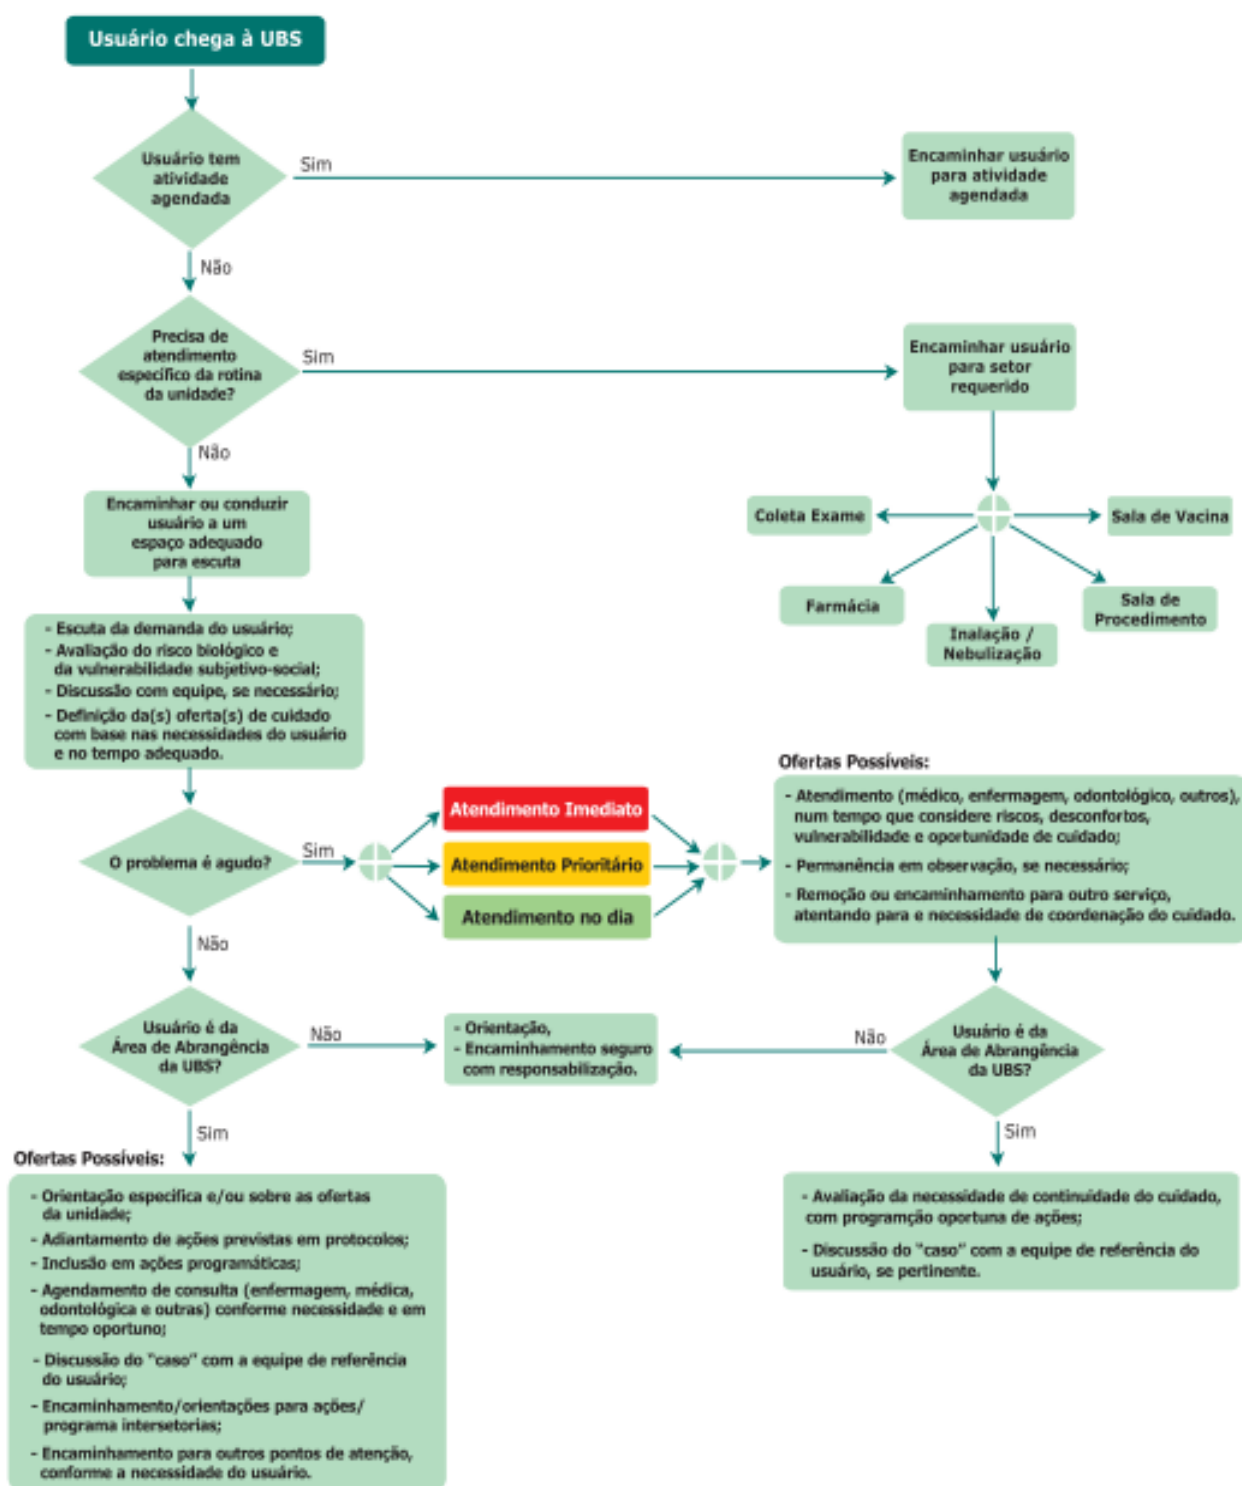 Usuário chega à UBS
Usuário tem
atividade
agendada
Sim
Encaminhar usuário
para atividade
agendada
Não
Precisa de
atendimento
específico da rotina
da unidade?
Sim
Encaminhar usuário
para setor
requerido
Não
Encaminhar ou conduzir
usuário a um
espaço adequado
para escuta
Coleta Exame
Sala de Vacina
Farmácia
Inalação /
Nebulização
Sala de
Procedimento
- Escuta da demanda do usuário;
- Avaliação do risco biológico e
da vulnerabilidade subjetivo-social;
- Discussão com equipe, se necessário;
- Definição da(s) oferta(s) de cuidado
com base nas necessidades do usuário
e no tempo adequado.
O problema é agudo?
Sim
Atendimento Imediato
Atendimento Prioritário
Atendimento no dia
Ofertas Possíveis:
- Atendimento (médico, enfermagem, odontológico, outros),
num tempo que considere riscos, desconfortos,
vulnerabilidade e oportunidade de cuidado;
- Permanência em observação, se necessário;
- Remoção ou encaminhamento para outro serviço,
atentando para e necessidade de coordenação do cuidado.
Não
Usuário é da
Área de Abrangência
da UBS?
Não
- Orientação,
- Encaminhamento seguro
com responsabilização.
Não
Usuário é da
Área de Abrangência
da UBS?
Sim
Sim
Ofertas Possíveis:
- Orientação específica e/ou sobre as ofertas
da unidade;
- Adiantamento de ações previstas em protocolos;
- Inclusão em ações programáticas;
- Agendamento de consulta (enfermagem, médica,
odontológica e outras) conforme necessidade e em
tempo oportuno;
- Discussão do "caso" com a equipe de referência
do usuário;
- Encaminhamento/orientações para ações/
programa intersetorias;
- Encaminhamento para outros pontos de atenção,
conforme a necessidade do usuário.
- Avaliação da necessidade de continuidade do cuidado,
com programção oportuna de ações;
- Discussão do "caso" com a equipe de referência do
usuário, se pertinente.